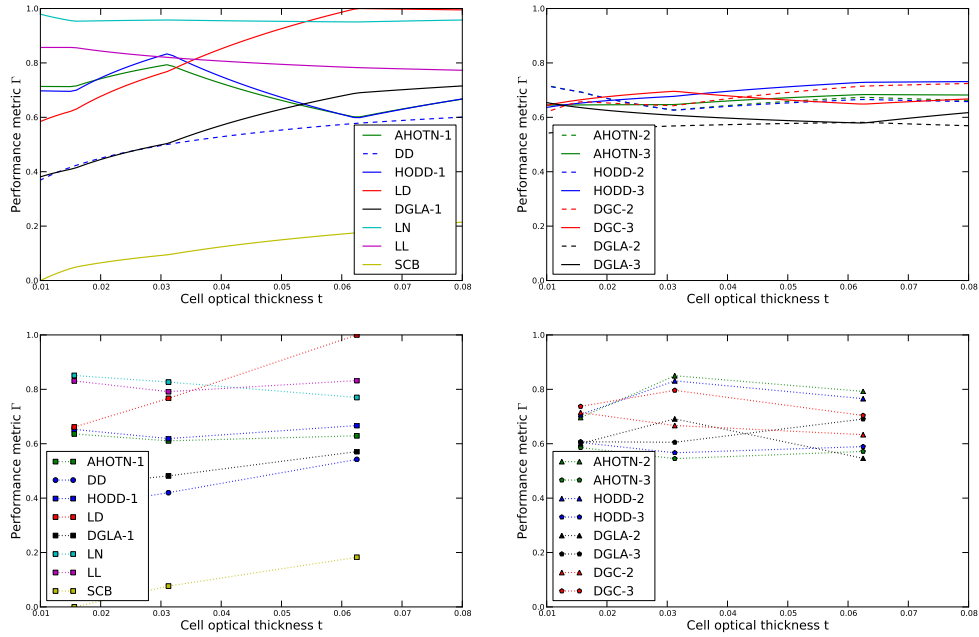 1.0
0.8
0.6
0.4
0.2
0.0
Performance metric Γ
AHOTN-1
DD
HODD-1
LD
DGLA-1
LN
LL
SCB
0.01 0.02 0.03 0.04 0.05 0.06 0.07 0.08
Cell optical thickness t
1.0
0.8
0.6
0.4
0.2
0.0
Performance metric Γ
AHOTN-2
AHOTN-3
HODD-2
HODD-3
DGC-2
DGC-3
DGLA-2
DGLA-3
0.01 0.02 0.03 0.04 0.05 0.06 0.07 0.08
Cell optical thickness t
1.0
0.8
0.6
0.4
0.2
0.0
Performance metric Γ
AHOTN-1
DD
HODD-1
LD
DGLA-1
LN
LL
SCB
0.01 0.02 0.03 0.04 0.05 0.06 0.07 0.08
Cell optical thickness t
1.0
0.8
0.6
0.4
0.2
0.0
Performance metric Γ
AHOTN-2
AHOTN-3
HODD-2
HODD-3
DGLA-2
DGLA-3
DGC-2
DGC-3
0.01 0.02 0.03 0.04 0.05 0.06 0.07 0.08
Cell optical thickness t